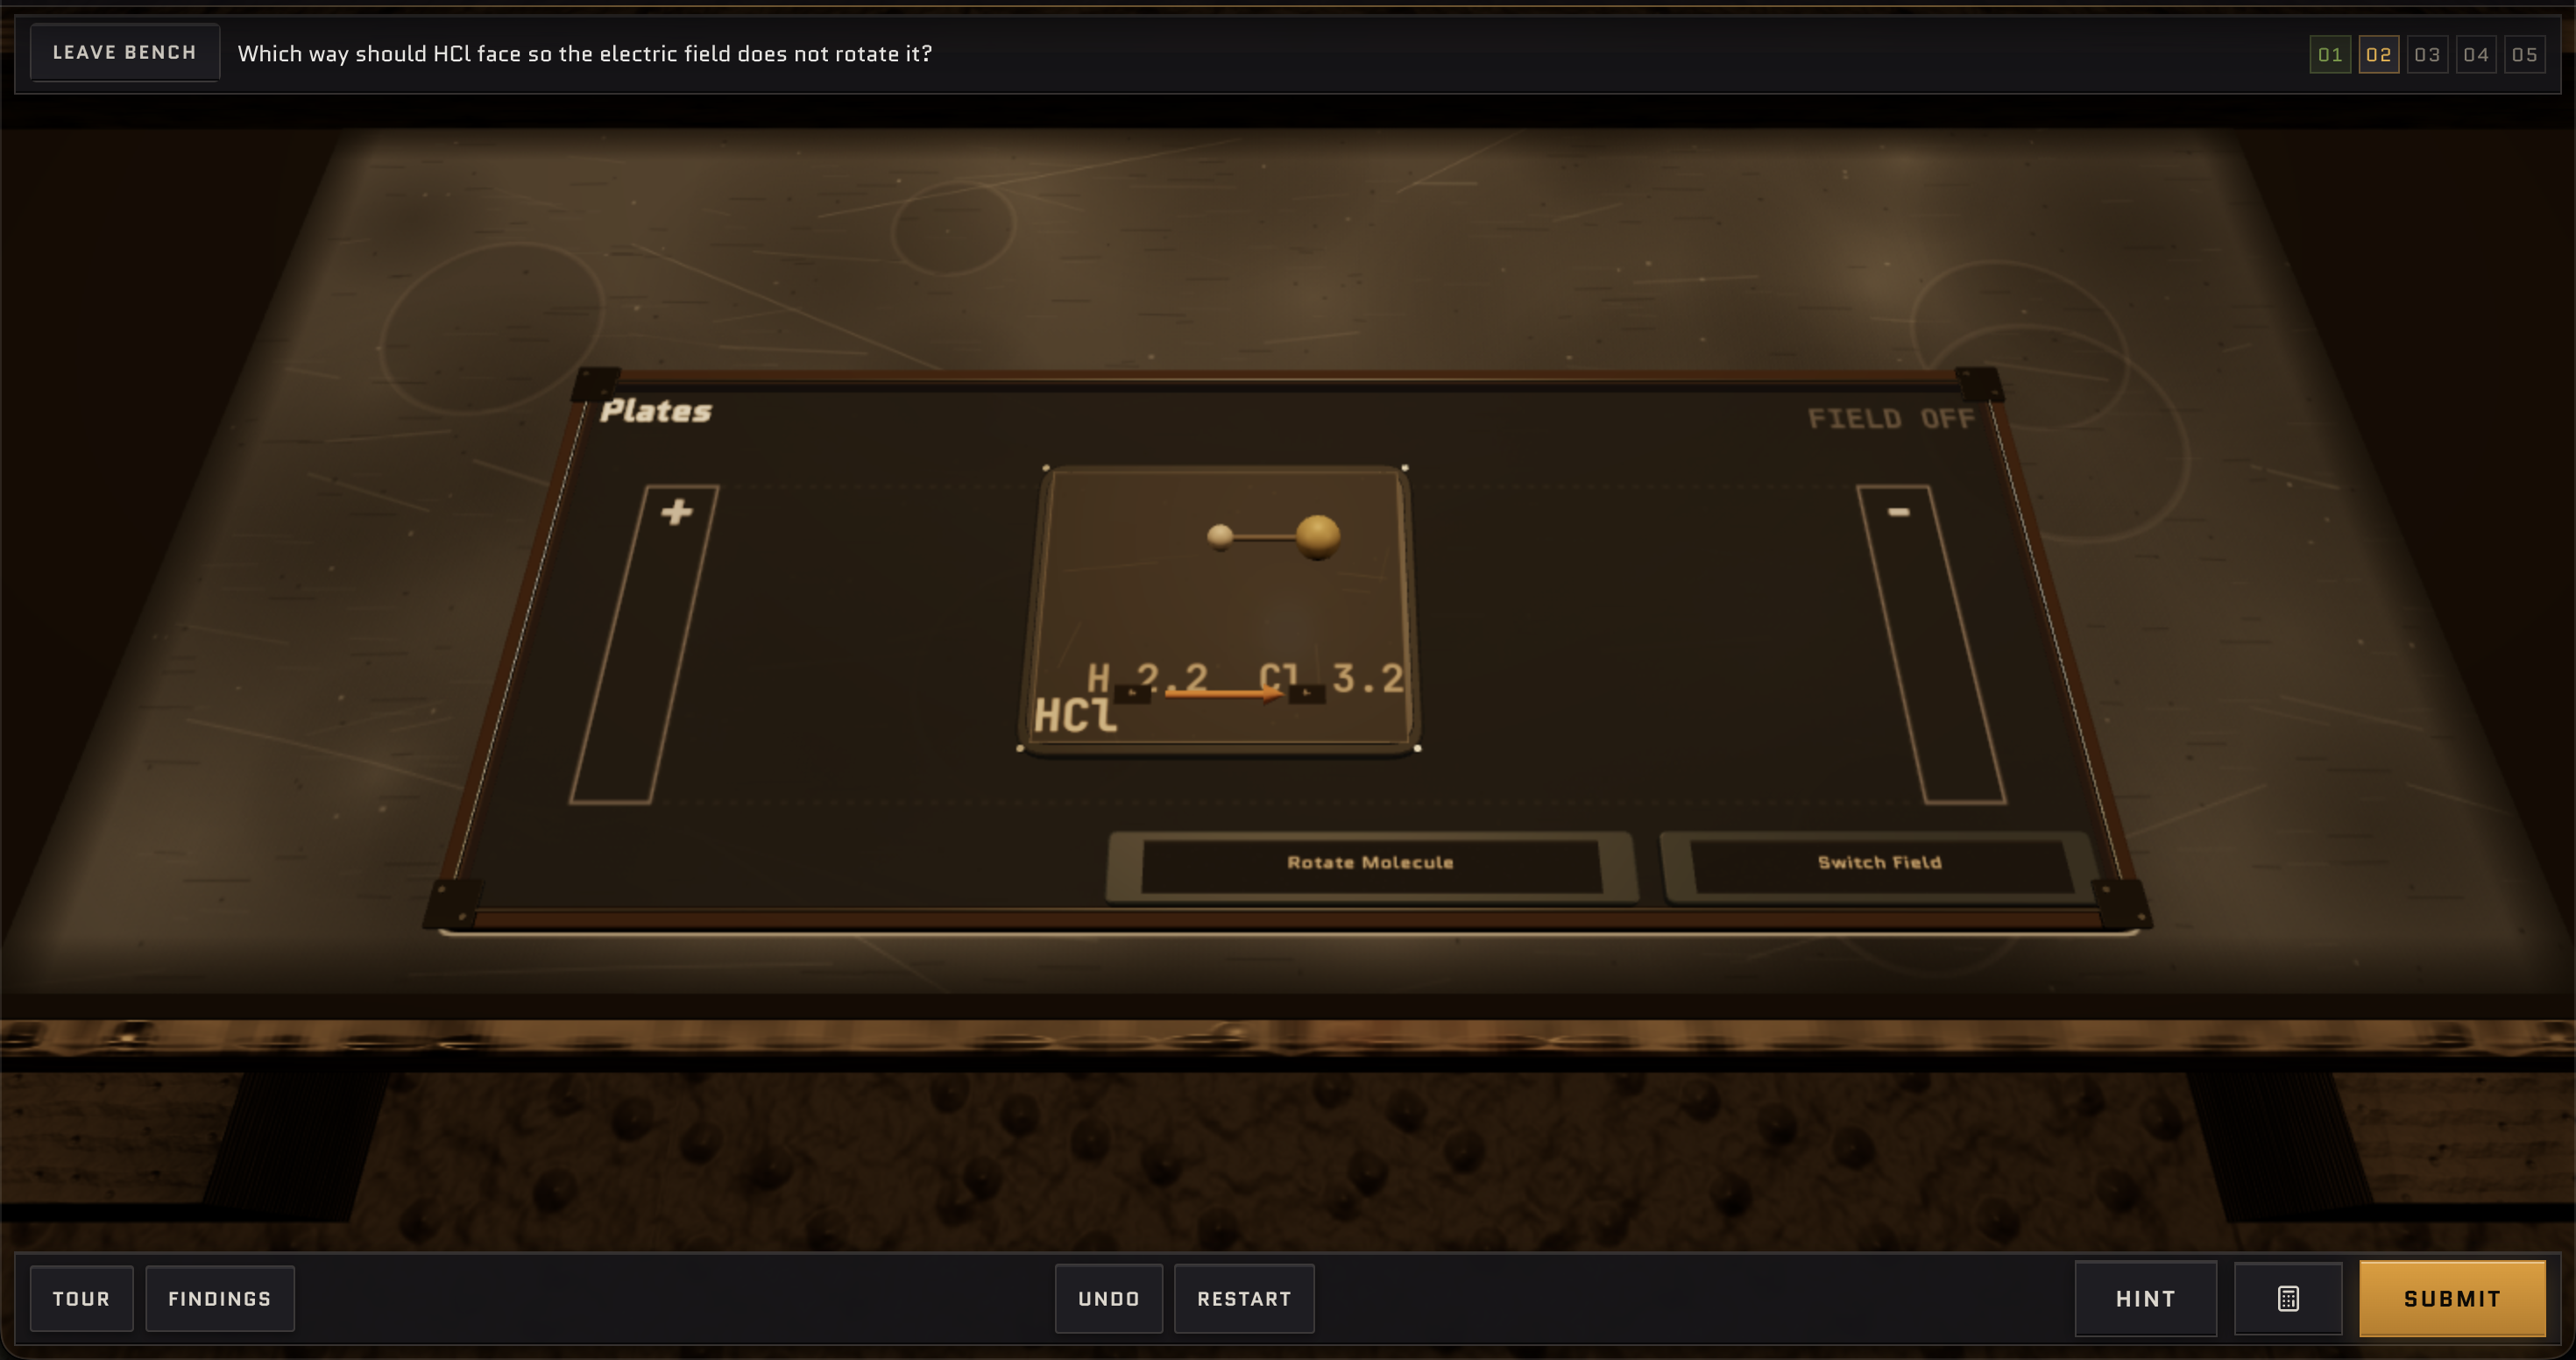 LEAVE BENCH
Which way should HCl face so the electric field does not rotate it?
01 02 03 04 05
Plates
FIELD OFF
+
-
H 2.2 Cl 3.2
HCl
Rotate Molecule
Switch Field
TOUR
FINDINGS
UNDO
RESTART
HINT
SUBMIT